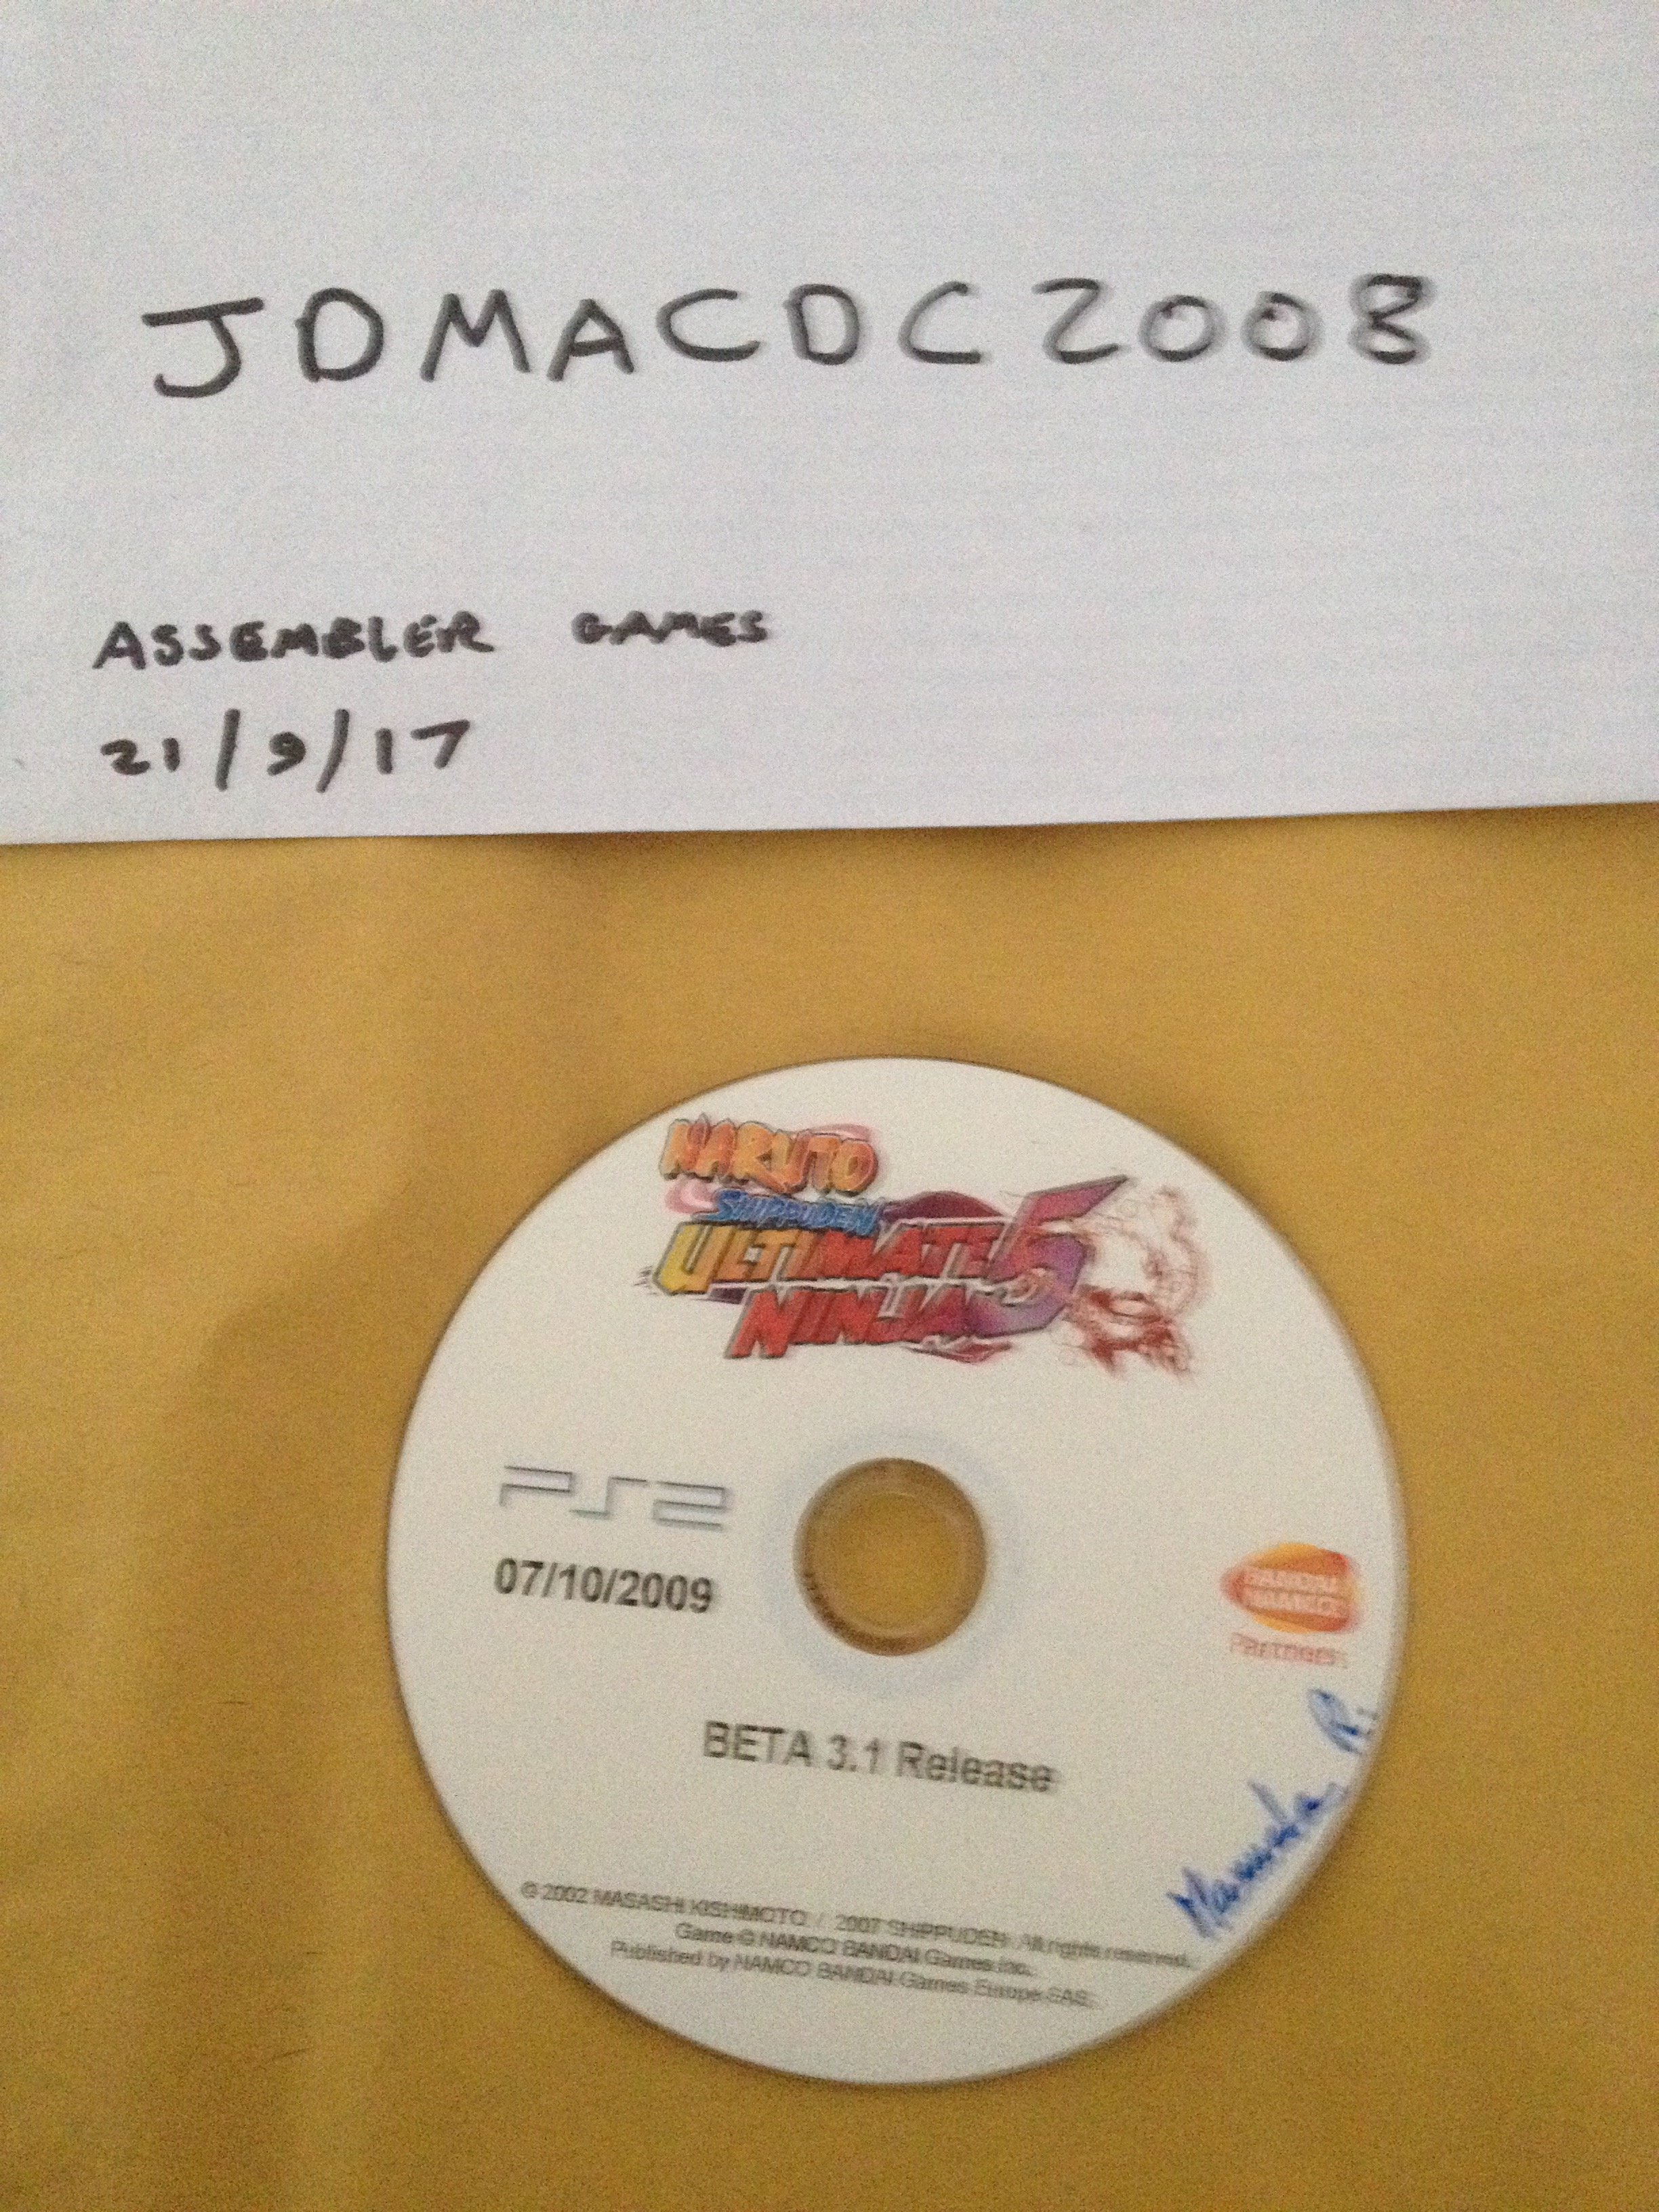 JDMACDC2008
ASSEMBLER GAMES
21/9/17
NARUTO
SHIPPUDEN
ULTIMATE 5
NINJA
PS2
07/10/2009
BANDAI
NAMCO
Partners
BETA 3.1 Release
R.
© 2002 MASASHI KISHIMOTO / 2007 SHIPPUDEN All rights reserved.
Game © NAMCO BANDAI Games Inc.
Published by NAMCO BANDAI Games Europe SAS.